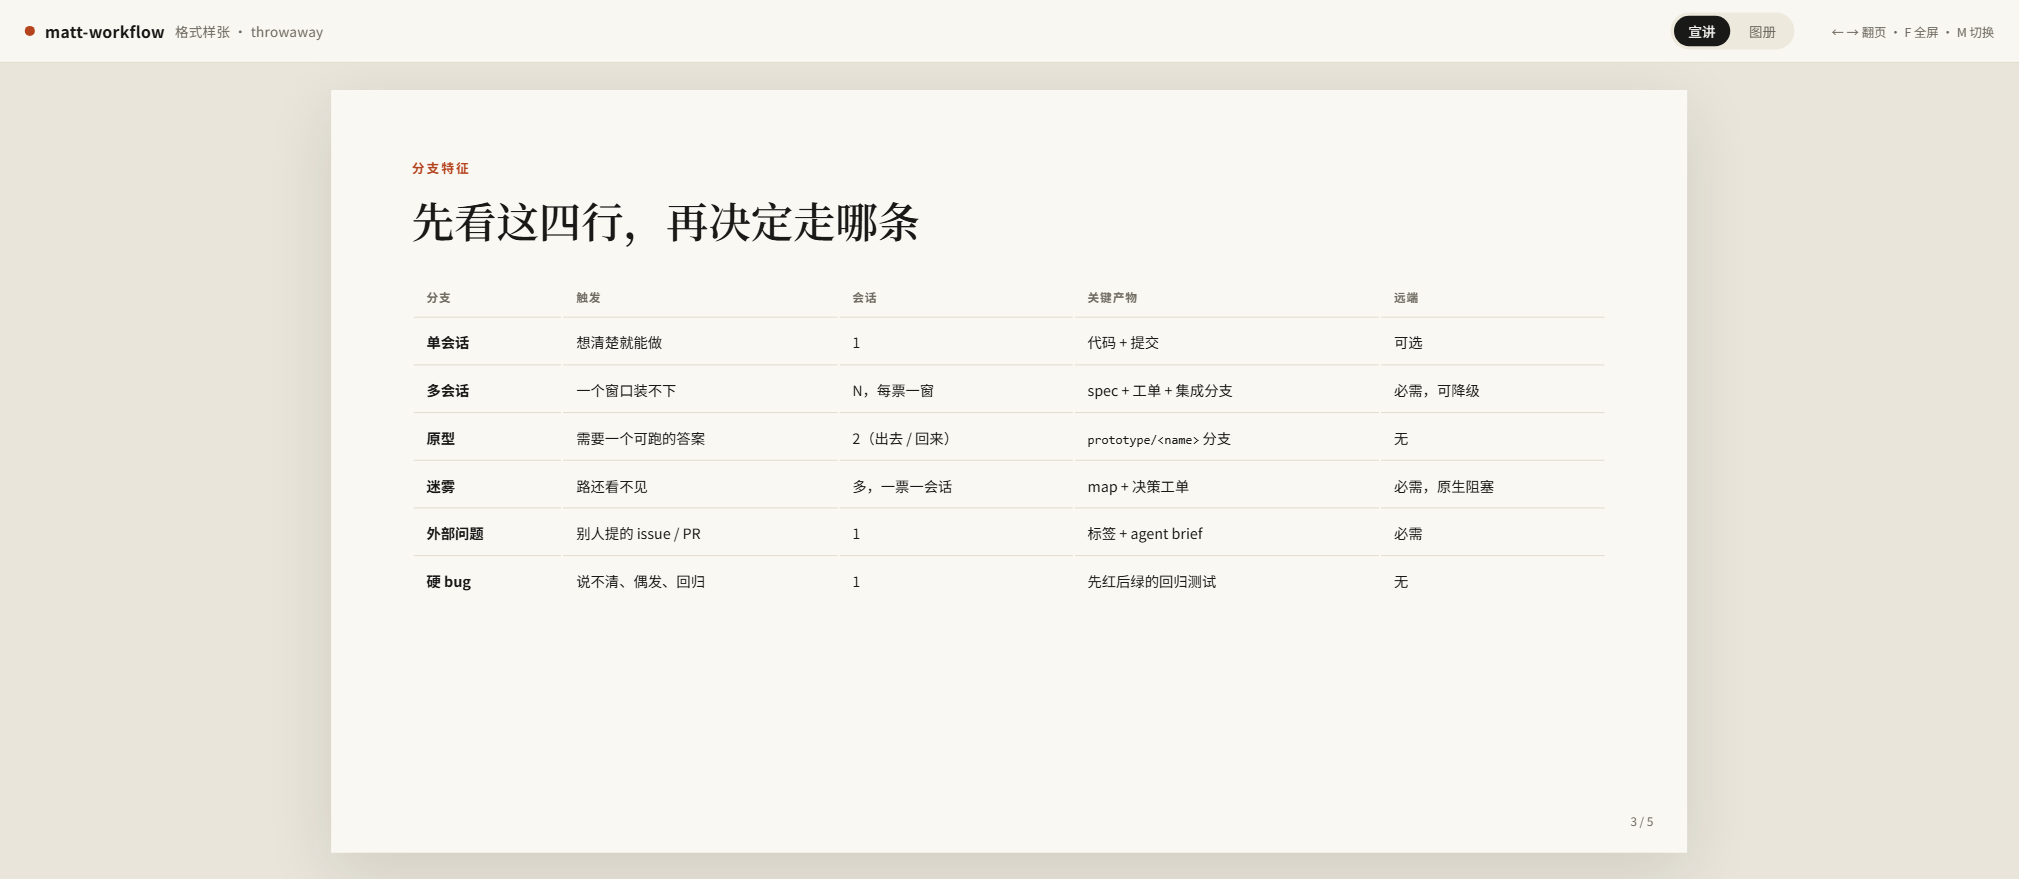 matt-workflow 格式样张 · throwaway 宣讲 图册 ←→ 翻页 · F 全屏 · M 切换
分支特征
先看这四行，再决定走哪条
分支 触发 会话 关键产物 远端
单会话 想清楚就能做 1 代码 + 提交 可选
多会话 一个窗口装不下 N，每票一窗 spec + 工单 + 集成分支 必需，可降级
原型 需要一个可跑的答案 2（出去 / 回来） prototype/<name> 分支 无
迷雾 路还看不见 多，一票一会话 map + 决策工单 必需，原生阻塞
外部问题 别人提的 issue / PR 1 标签 + agent brief 必需
硬 bug 说不清、偶发、回归 1 先红后绿的回归测试 无
3 / 5